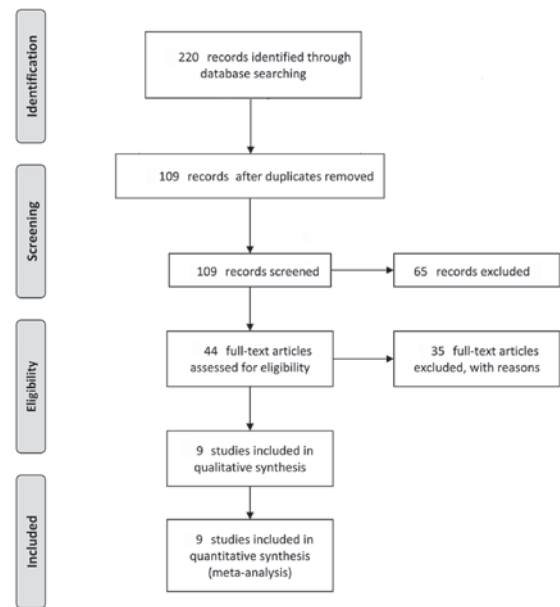 Identification
220 records identified through
database searching
109 records after duplicates removed
Screening
109 records screened
65 records excluded
Eligibility
44 full-text articles
assessed for eligibility
35 full-text articles
excluded, with reasons
9 studies included in
qualitative synthesis
Included
9 studies included in
quantitative synthesis
(meta-analysis)